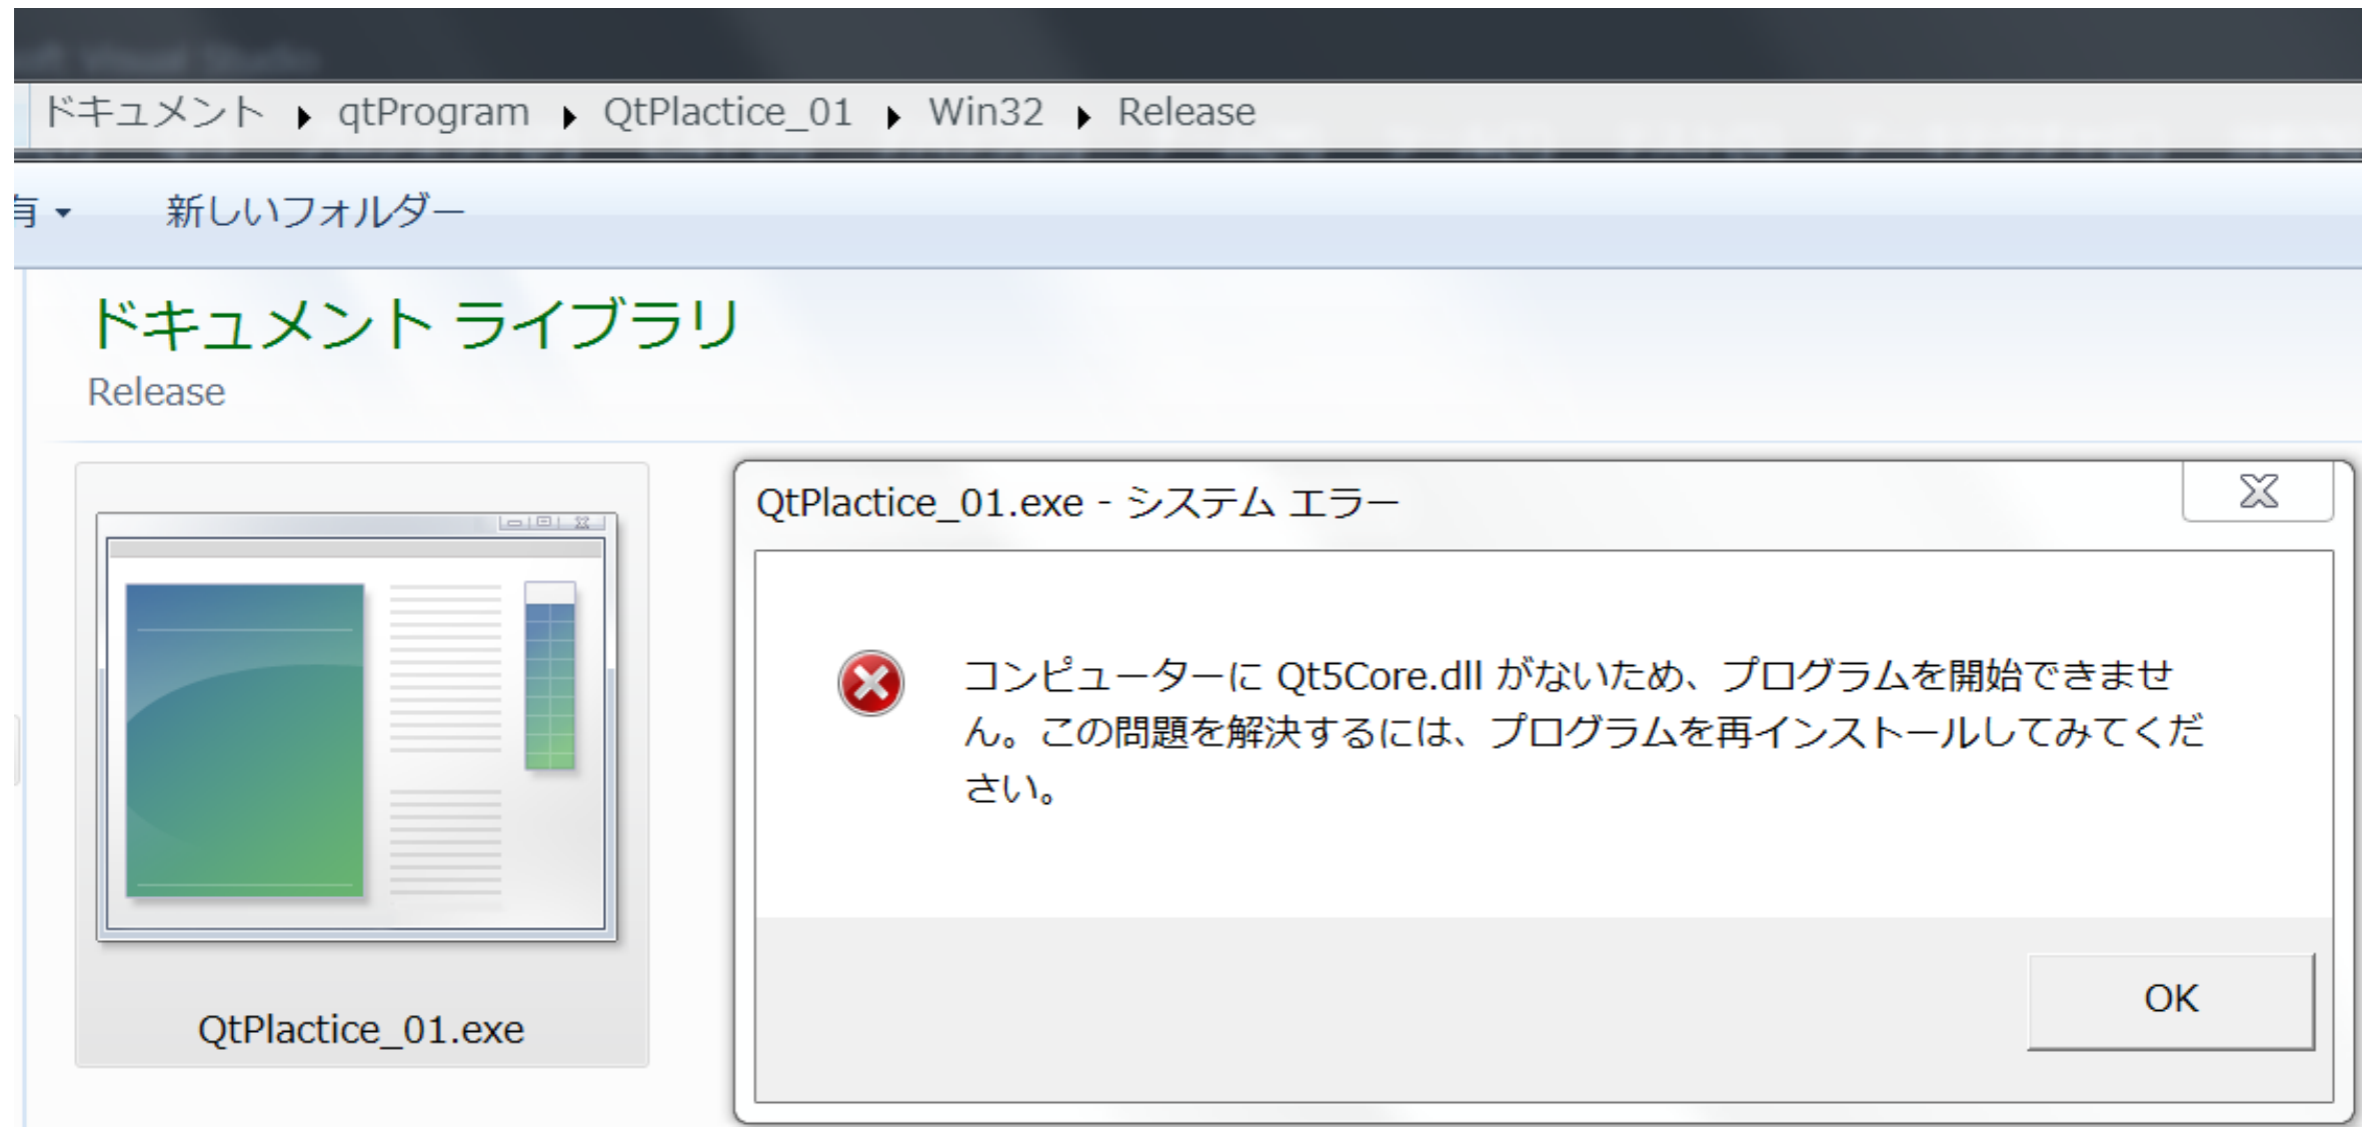 ドキュメント ▸ qtProgram ▸ QtPlactice_01 ▸ Win32 ▸ Release
有 新しいフォルダー
ドキュメント ライブラリ
Release
QtPlactice_01.exe - システム エラー
コンピューターに Qt5Core.dll がないため、プログラムを開始できませ
ん。この問題を解決するには、プログラムを再インストールしてみてくだ
さい。
OK
QtPlactice_01.exe